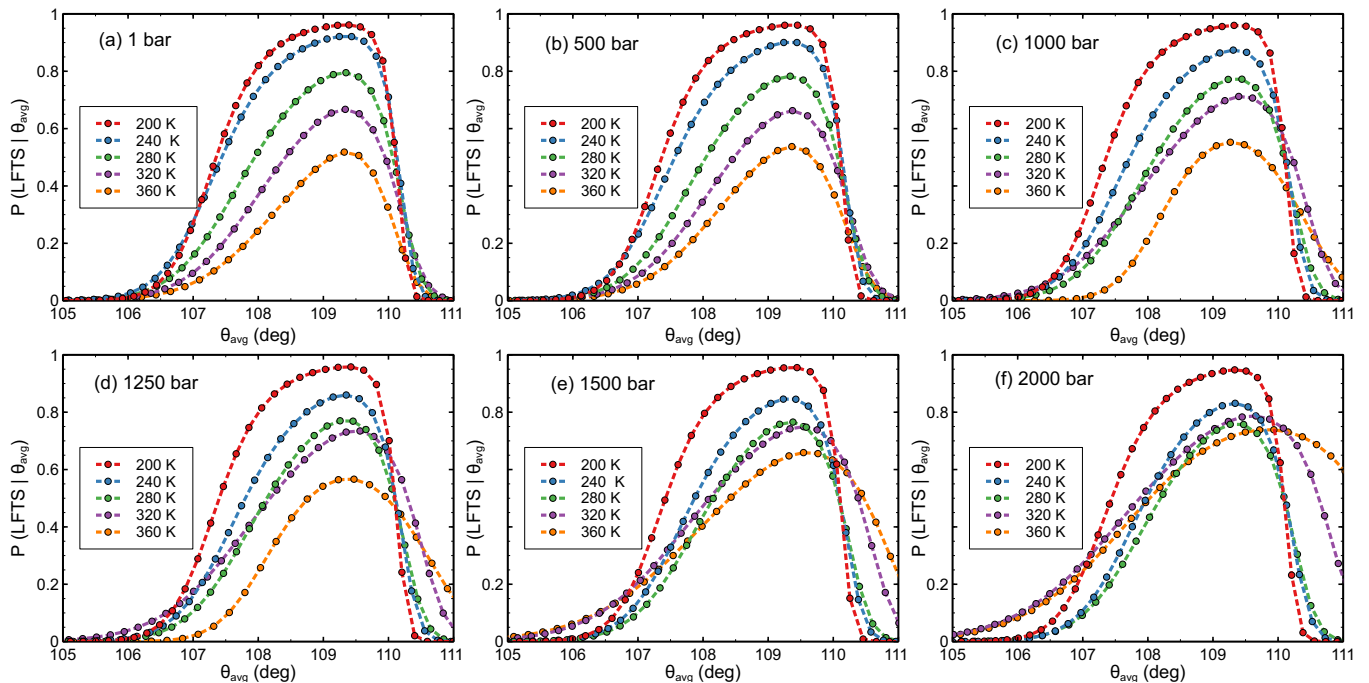 (a) 1 bar
P (LFTS | θavg)
1
0.8
0.6
0.4
0.2
0
200 K
240 K
280 K
320 K
360 K
105 106 107 108 109 110 111
θavg (deg)
(b) 500 bar
P (LFTS | θavg)
1
0.8
0.2
0
200 K
240 K
280 K
320 K
360 K
105 106 107 108 109 110 111
θavg (deg)
(c) 1000 bar
P (LFTS | θavg)
1
0.8
0.2
0
200 K
240 K
280 K
320 K
360 K
105 106 107 108 109 110 111
θavg (deg)
(d) 1250 bar
P (LFTS | θavg)
1
0.8
0.6
0.4
0.2
0
200 K
240 K
280 K
320 K
360 K
105 106 107 108 109 110 111
θavg (deg)
(e) 1500 bar
P (LFTS | θavg)
1
0.8
0.2
0
200 K
240 K
280 K
320 K
360 K
105 106 107 108 109 110 111
θavg (deg)
(f) 2000 bar
P (LFTS | θavg)
1
0.8
0.2
0
200 K
240 K
280 K
320 K
360 K
105 106 107 108 109 110 111
θavg (deg)